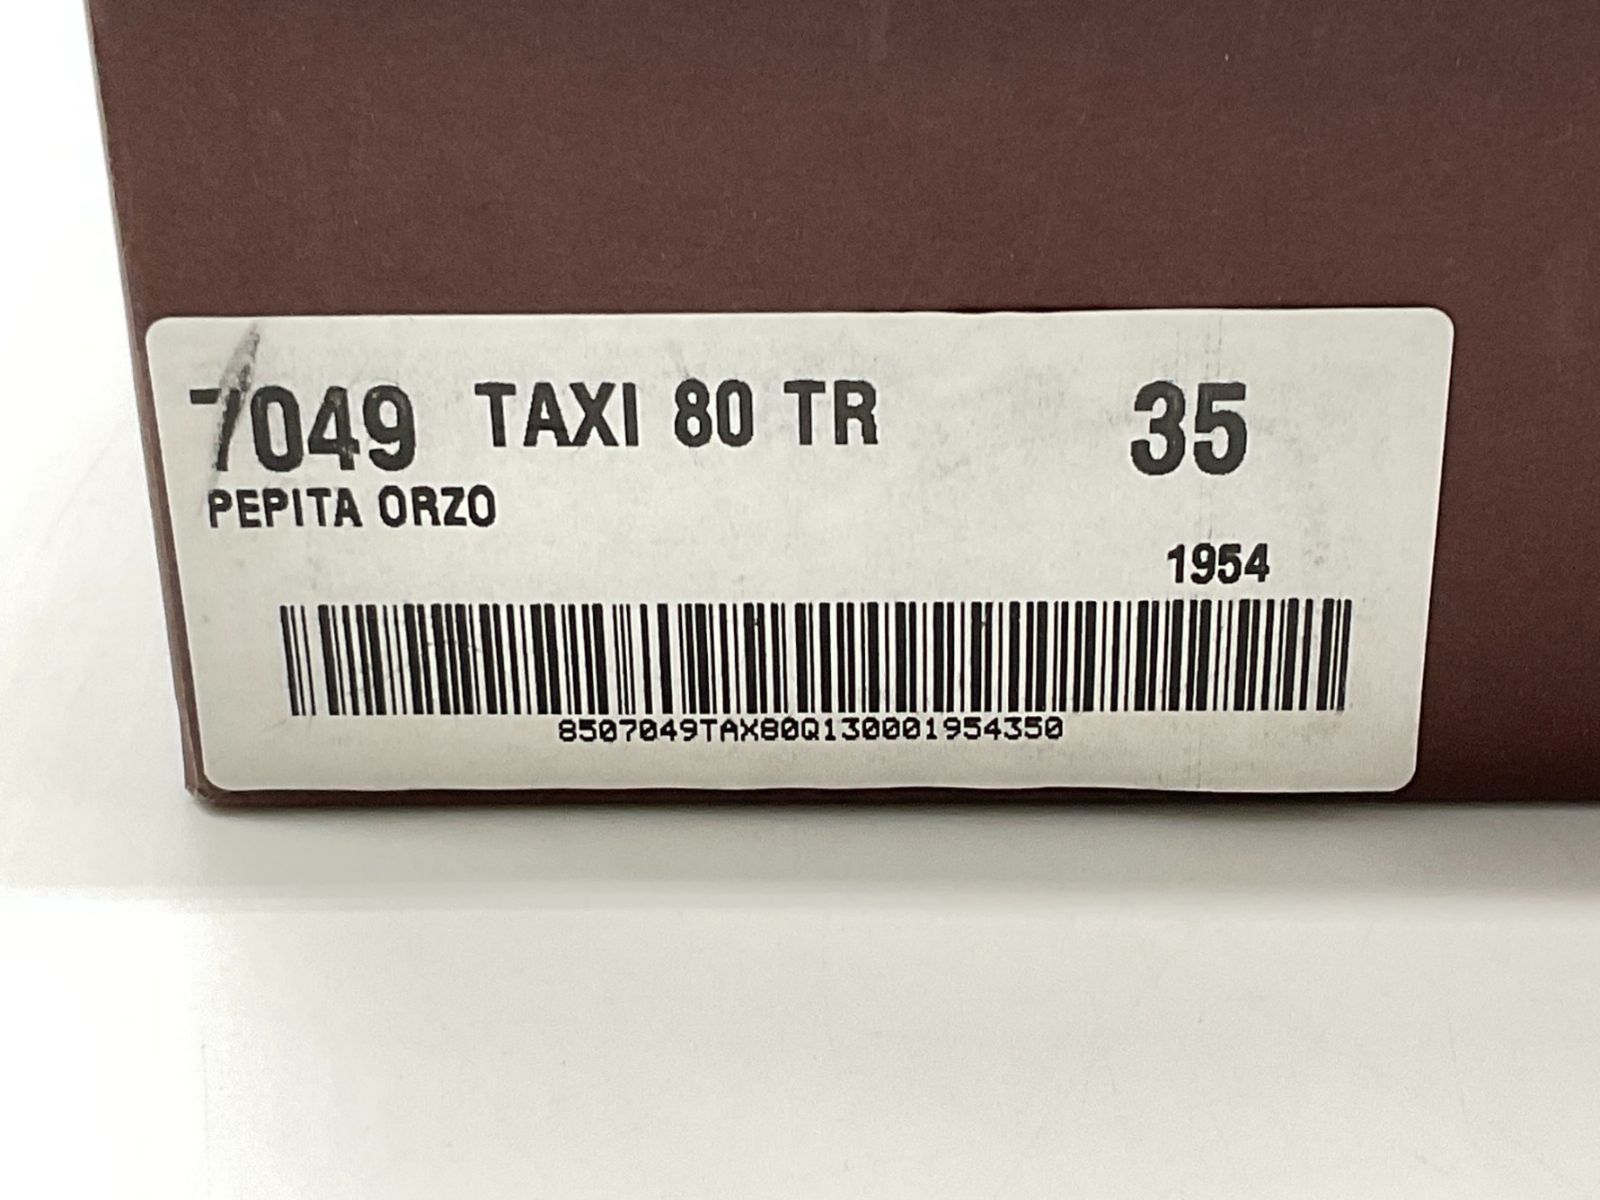 7049 TAXI 80 TR 35
PEPITA ORZO
1954
8507049TAX80Q130001954350